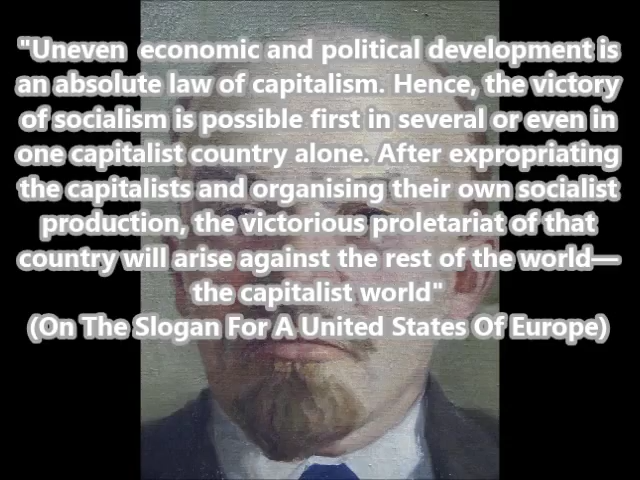 "Uneven  economic and political development is
an absolute law of capitalism. Hence, the victory
of socialism is possible first in several or even in
one capitalist country alone. After expropriating
the capitalists and organising their own socialist
production, the victorious proletariat of that
country will arise against the rest of the world—
the capitalist world"
(On The Slogan For A United States Of Europe)